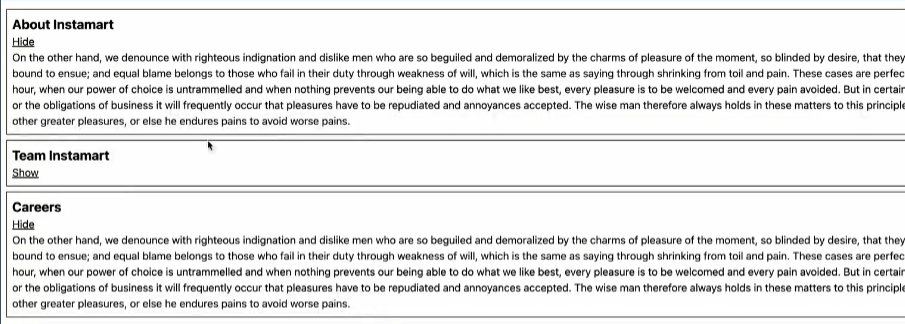 About Instamart
Hide
On the other hand, we denounce with righteous indignation and dislike men who are so beguiled and demoralized by the charms of pleasure of the moment, so blinded by desire, that they
bound to ensue; and equal blame belongs to those who fail in their duty through weakness of will, which is the same as saying through shrinking from toil and pain. These cases are perfec
hour, when our power of choice is untrammelled and when nothing prevents our being able to do what we like best, every pleasure is to be welcomed and every pain avoided. But in certain
or the obligations of business it will frequently occur that pleasures have to be repudiated and annoyances accepted. The wise man therefore always holds in these matters to this principle
other greater pleasures, or else he endures pains to avoid worse pains.
Team Instamart
Show
Careers
Hide
On the other hand, we denounce with righteous indignation and dislike men who are so beguiled and demoralized by the charms of pleasure of the moment, so blinded by desire, that they
bound to ensue; and equal blame belongs to those who fail in their duty through weakness of will, which is the same as saying through shrinking from toil and pain. These cases are perfec
hour, when our power of choice is untrammelled and when nothing prevents our being able to do what we like best, every pleasure is to be welcomed and every pain avoided. But in certain
or the obligations of business it will frequently occur that pleasures have to be repudiated and annoyances accepted. The wise man therefore always holds in these matters to this principle
other greater pleasures, or else he endures pains to avoid worse pains.